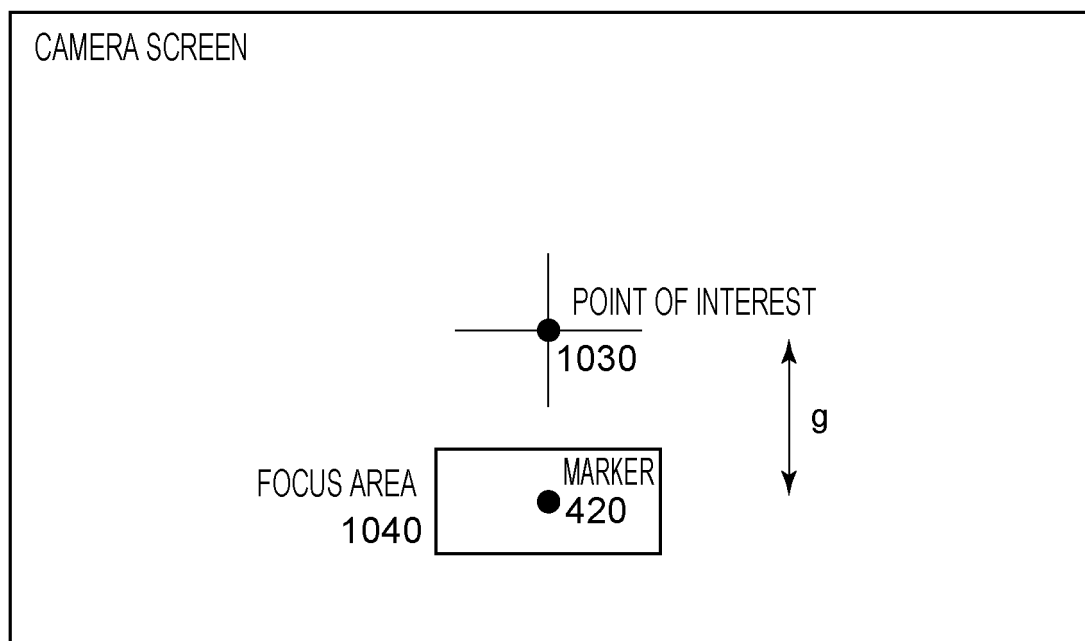 CAMERA SCREEN
POINT OF INTEREST
1030
g
FOCUS AREA
1040
MARKER
420